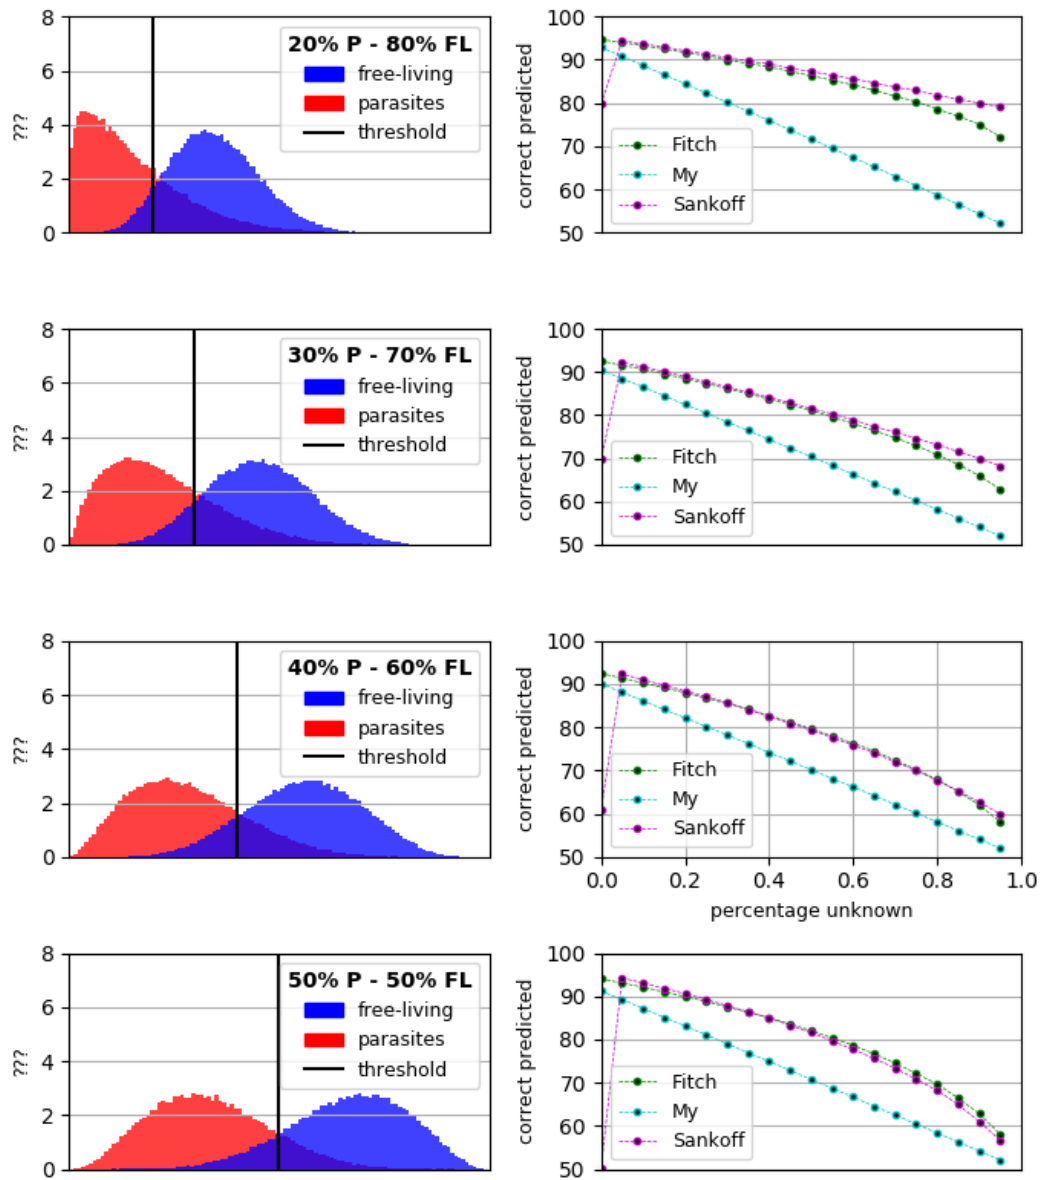 8
6
4
2
0
???
20% P - 80% FL
free-living
parasites
threshold
100
90
80
70
60
50
correct predicted
Fitch
My
Sankoff
8
6
4
2
0
???
30% P - 70% FL
free-living
parasites
threshold
100
90
80
70
60
50
correct predicted
Fitch
My
Sankoff
8
6
4
2
0
???
40% P - 60% FL
free-living
parasites
threshold
100
90
80
70
60
50
correct predicted
Fitch
My
Sankoff
0.0 0.2 0.4 0.6 0.8 1.0
percentage unknown
8
6
4
2
0
???
50% P - 50% FL
free-living
parasites
threshold
100
90
80
70
60
50
correct predicted
Fitch
My
Sankoff